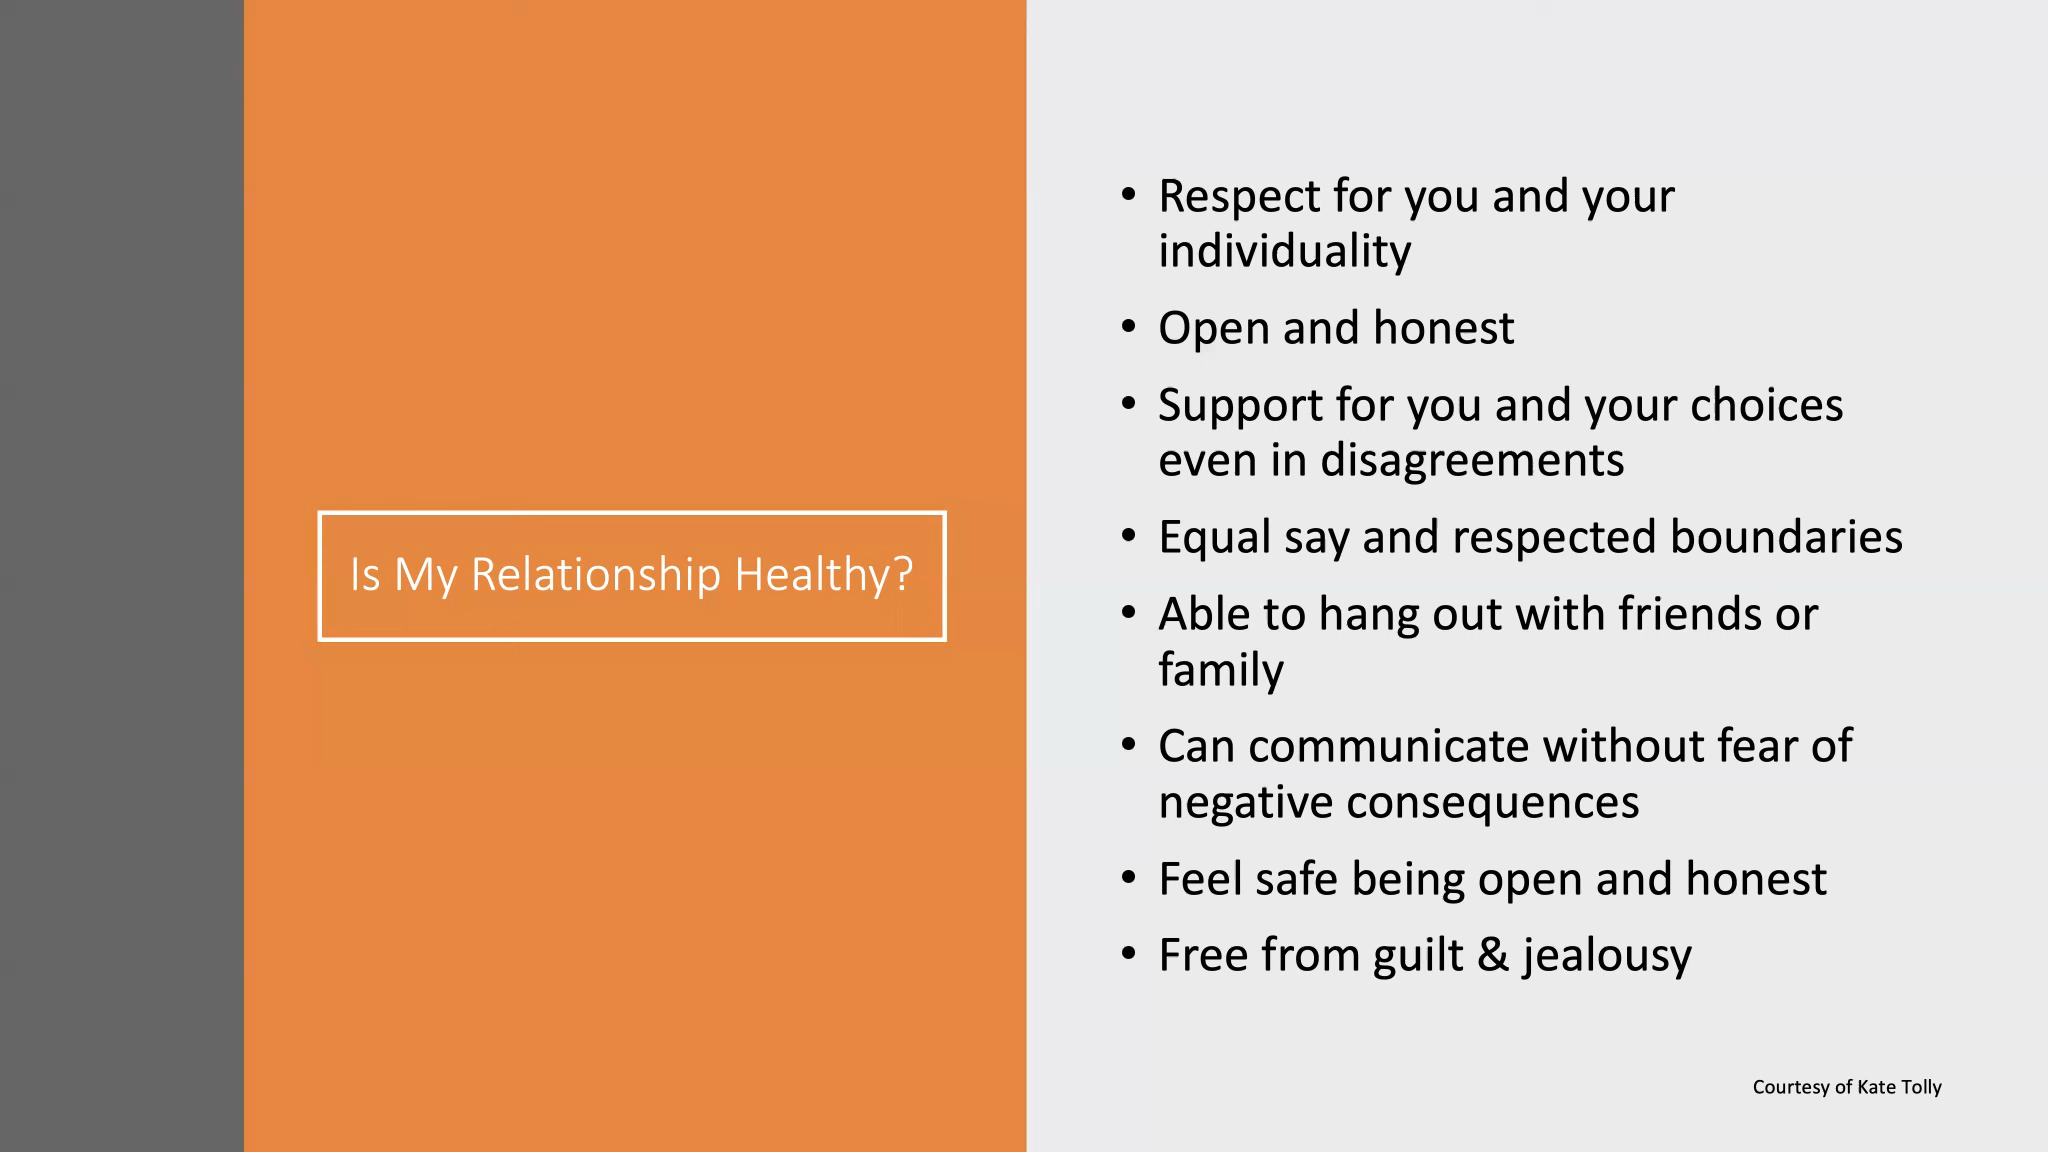 Is My Relationship Healthy?
• Respect for you and your
individuality
• Open and honest
• Support for you and your choices
even in disagreements
• Equal say and respected boundaries
• Able to hang out with friends or
family
• Can communicate without fear of
negative consequences
• Feel safe being open and honest
• Free from guilt & jealousy
Courtesy of Kate Tolly